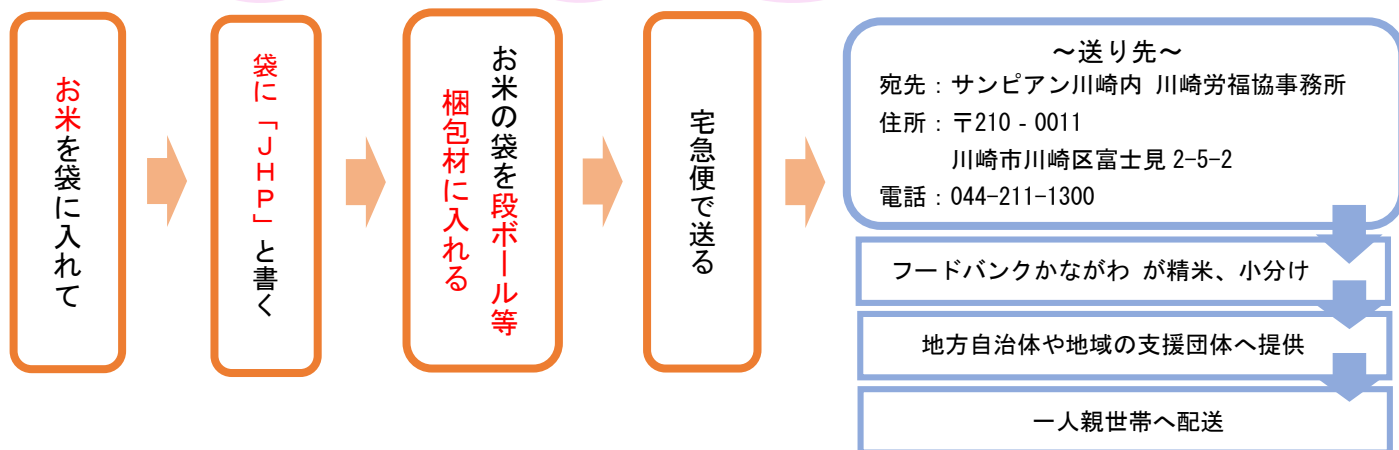 お米を袋に入れて
袋に「ＪＨＰ」と書く
お米の袋を段ボール等
梱包材に入れる
宅急便で送る
～送り先～
宛先：サンピアン川崎内 川崎労福協事務所
住所：〒210‐0011
川崎市川崎区富士見 2-5-2
電話：044-211-1300
フードバンクかながわ が精米、小分け
地方自治体や地域の支援団体へ提供
一人親世帯へ配送